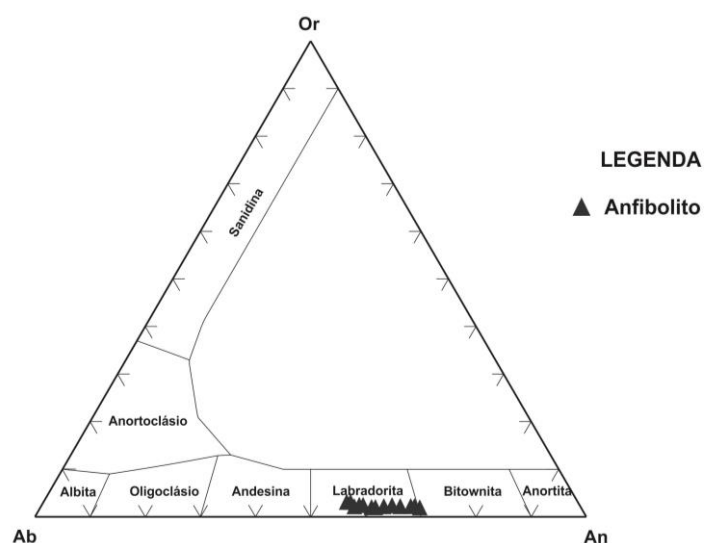 Or
LEGENDA
Anfibolito
Sanidina
Anortoclásio
Albita
Oligoclásio
Andesina
Labradorita
Bitownita
Anortita
Ab
An